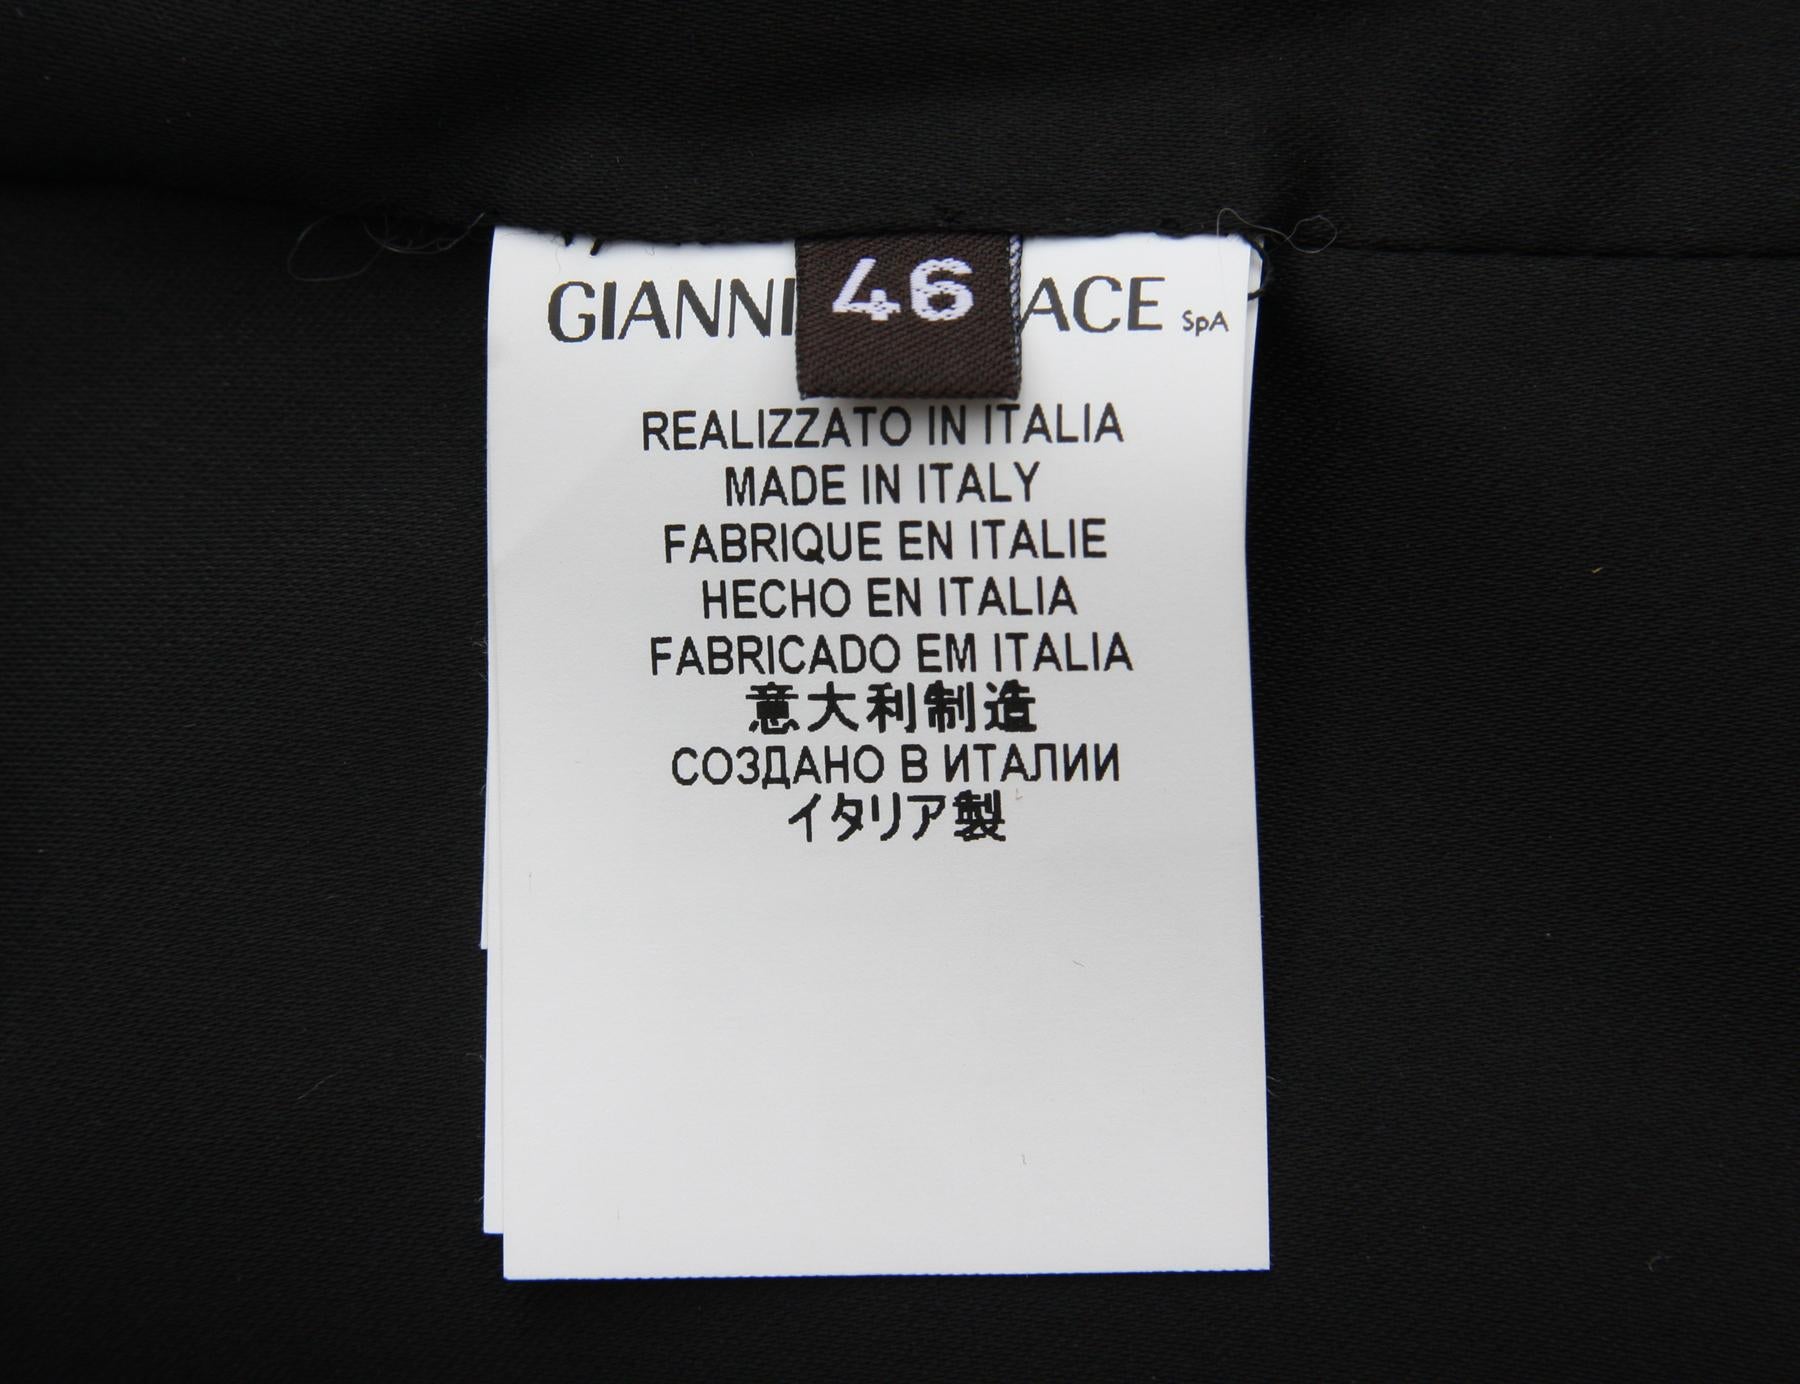 GIANNI ACE SpA
46
REALIZZATO IN ITALIA
MADE IN ITALY
FABRIQUE EN ITALIE
HECHO EN ITALIA
FABRICADO EM ITALIA
意大利制造
СОЗДАНО В ИТАЛИИ
イタリア製